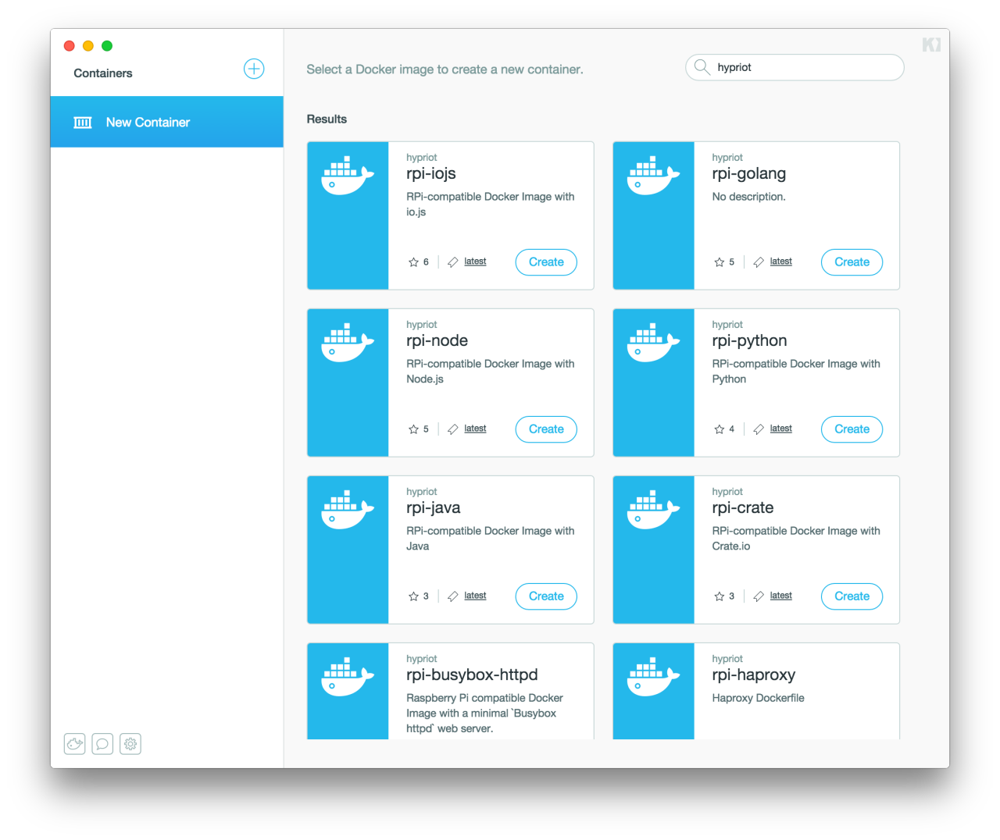 Containers
New Container
Select a Docker image to create a new container.
hypriot
Results
hypriot
rpi-iojs
RPi-compatible Docker Image with
io.js
6
latest
Create
hypriot
rpi-golang
No description.
5
latest
Create
hypriot
rpi-node
RPi-compatible Docker Image with
Node.js
5
latest
Create
hypriot
rpi-python
RPi-compatible Docker Image with
Python
4
latest
Create
hypriot
rpi-java
RPi-compatible Docker Image with
Java
3
latest
Create
hypriot
rpi-crate
RPi-compatible Docker Image with
Crate.io
3
latest
Create
hypriot
rpi-busybox-httpd
Raspberry Pi compatible Docker
Image with a minimal `Busybox
httpd` web server.
hypriot
rpi-haproxy
Haproxy Dockerfile